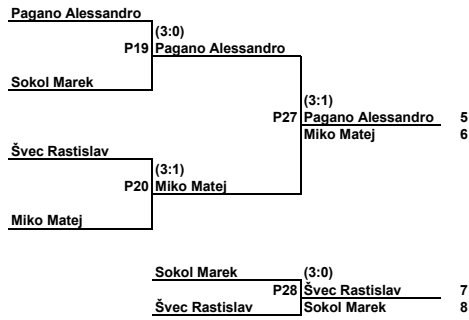 Pagano Alessandro
(3:0)
P19 Pagano Alessandro
Sokol Marek
(3:1)
P27 Pagano Alessandro 5
Miko Matej 6
Švec Rastislav
(3:1)
P20 Miko Matej
Miko Matej
Sokol Marek (3:0)
P28 Švec Rastislav 7
Švec Rastislav Sokol Marek 8